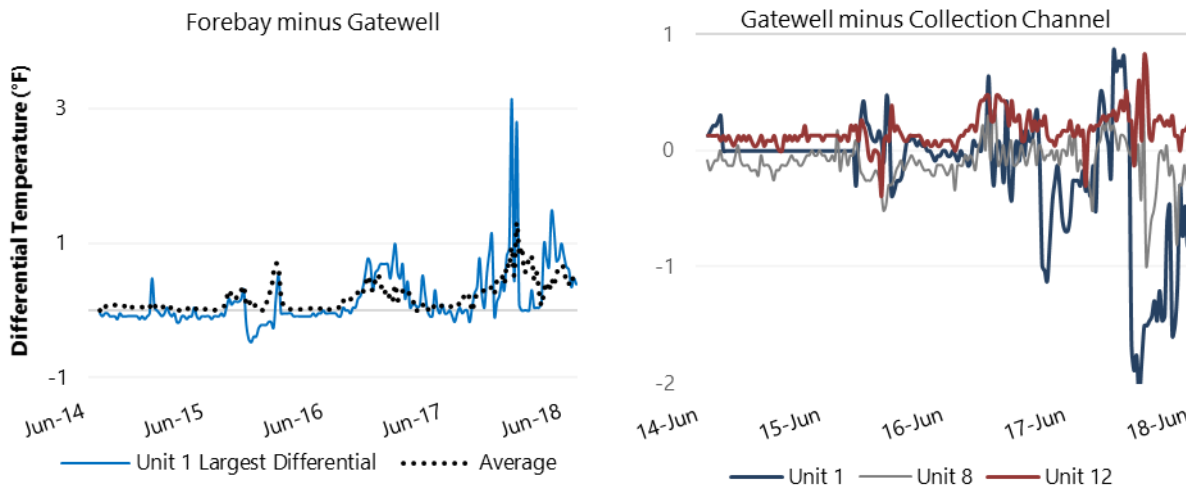 Forebay minus Gatewell
Differential Temperature (°F)
3
1
-1
Jun-14
Jun-15
Jun-16
Jun-17
Jun-18
Unit 1 Largest Differential
Average
Gatewell minus Collection Channel
1
0
-1
-2
14-Jun
15-Jun
16-Jun
17-Jun
18-Jun
Unit 1
Unit 8
Unit 12